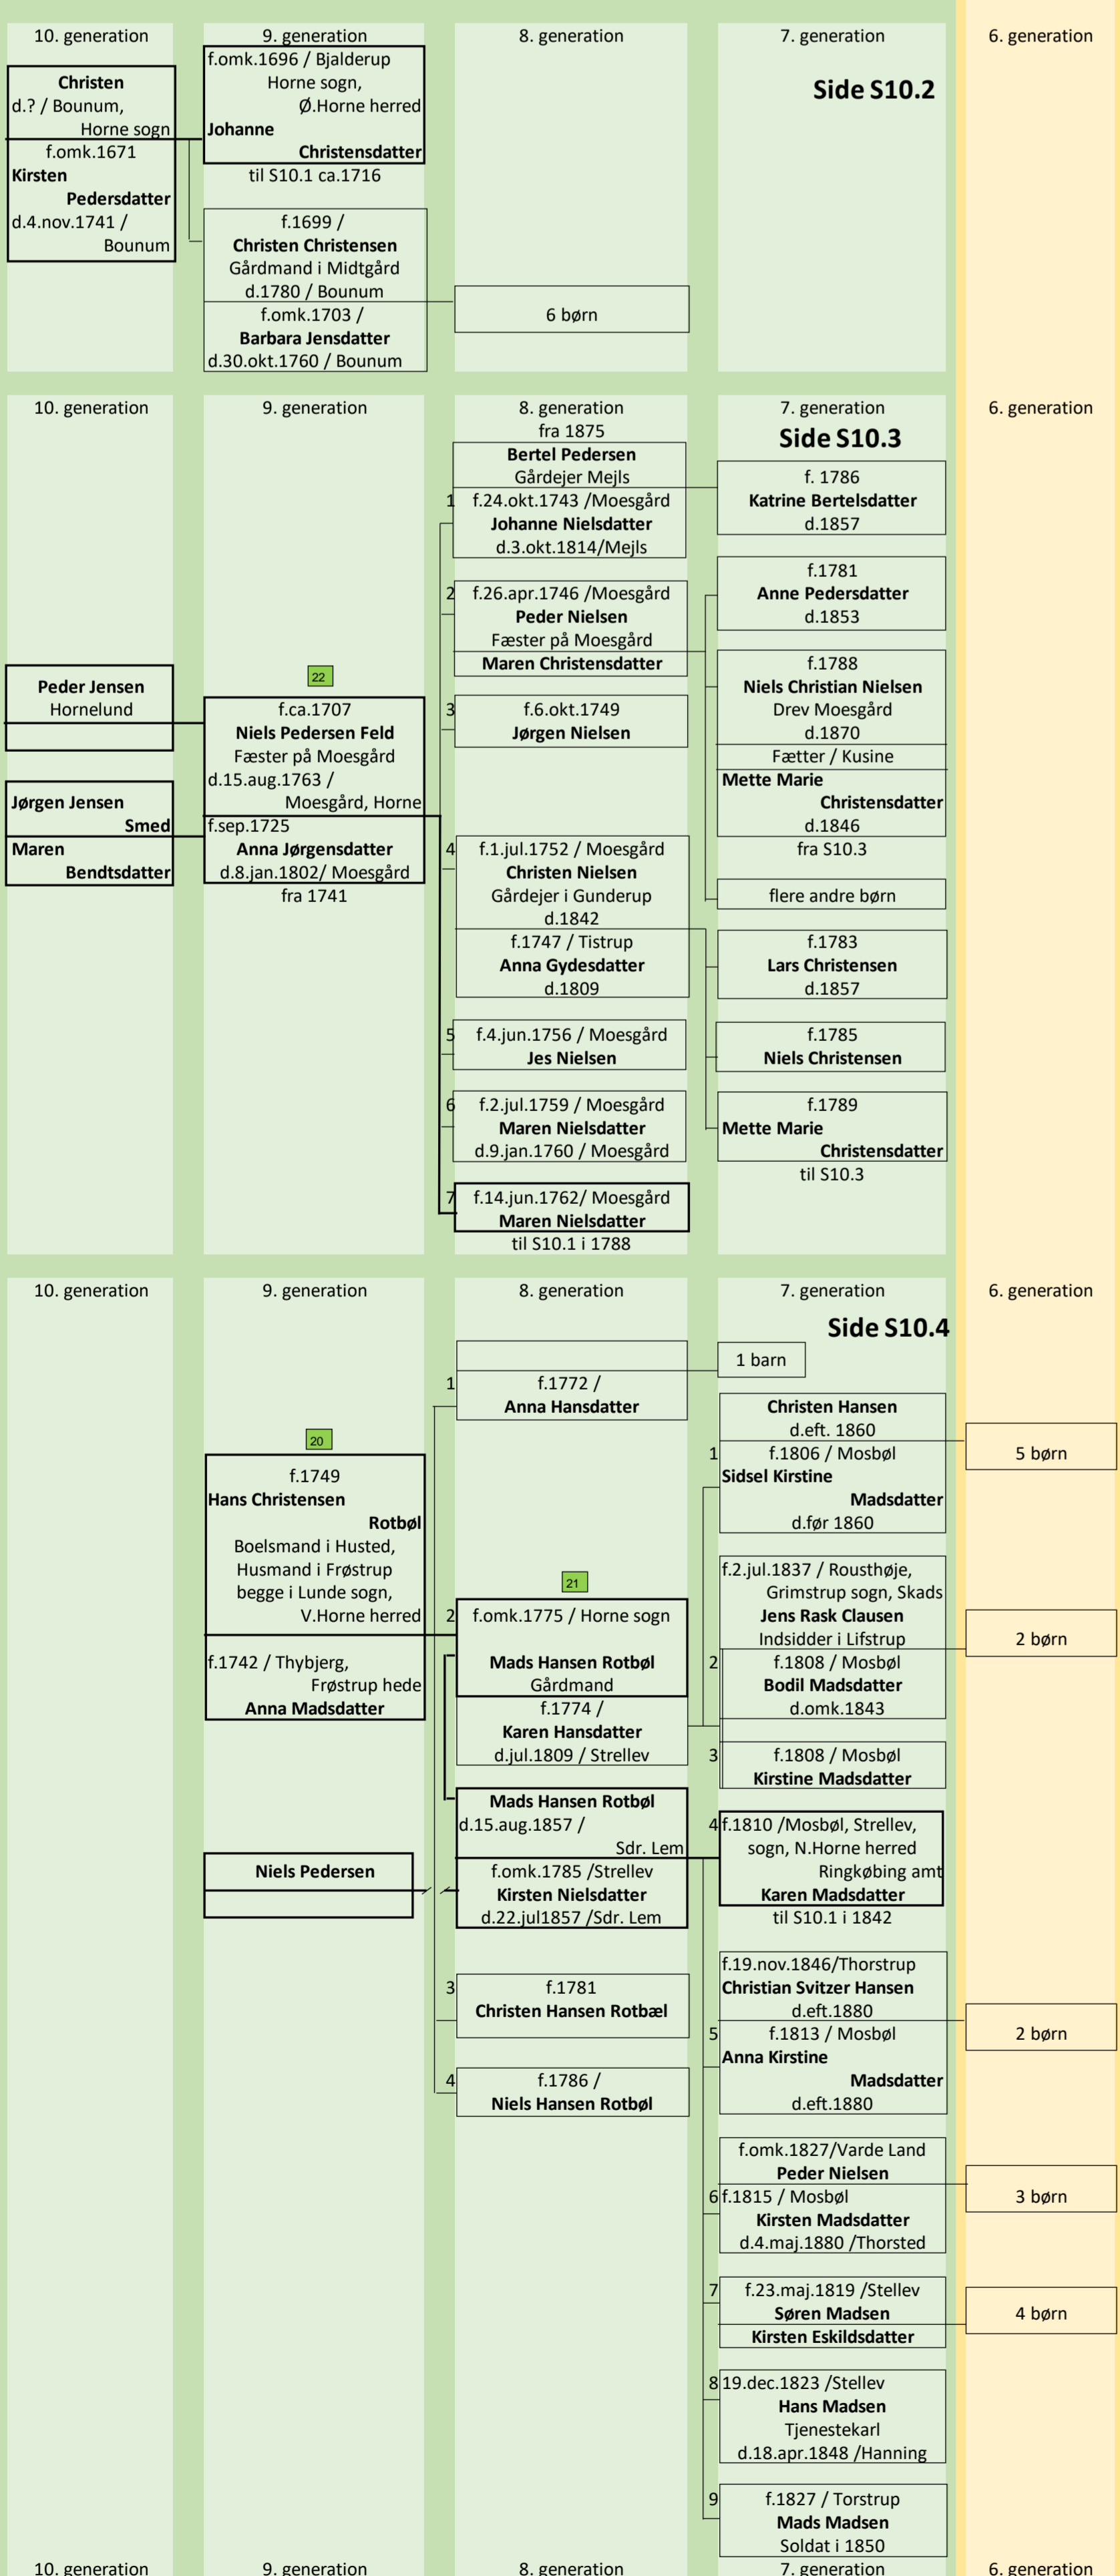 10. generation
9. generation
8. generation
7. generation
6. generation
Side S10.2
Christen
d.? / Bounum,
Horne sogn
f.omk.1671
Kirsten
Pedersdatter
d.4.nov.1741 /
Bounum
f.omk.1696 / Bjalderup
Horne sogn,
Ø.Horne herred
Johanne
Christensdatter
til S10.1 ca.1716
f.1699 /
Christen Christensen
Gårdmand i Midtgård
d.1780 / Bounum
f.omk.1703 /
Barbara Jensdatter
d.30.okt.1760 / Bounum
6 børn
10. generation
9. generation
8. generation
7. generation
6. generation
Side S10.3
Peder Jensen
Hornelund
Jørgen Jensen
Smed
Maren
Bendtsdatter
22
f.ca.1707
Niels Pedersen Feld
Fæster på Moesgård
d.15.aug.1763 /
Moesgård, Horne
f.sep.1725
Anna Jørgensdatter
d.8.jan.1802/ Moesgård
fra 1741
fra 1875
Bertel Pedersen
Gårdejer Mejls
1
f.24.okt.1743 /Moesgård
Johanne Nielsdatter
d.3.okt.1814/Mejls
2
f.26.apr.1746 /Moesgård
Peder Nielsen
Fæster på Moesgård
Maren Christensdatter
3
f.6.okt.1749
Jørgen Nielsen
4
f.1.jul.1752 / Moesgård
Christen Nielsen
Gårdejer i Gunderup
d.1842
f.1747 / Tistrup
Anna Gydesdatter
d.1809
5
f.4.jun.1756 / Moesgård
Jes Nielsen
6
f.2.jul.1759 / Moesgård
Maren Nielsdatter
d.9.jan.1760 / Moesgård
7
f.14.jun.1762/ Moesgård
Maren Nielsdatter
til S10.1 i 1788
f. 1786
Katrine Bertelsdatter
d.1857
f.1781
Anne Pedersdatter
d.1853
f.1788
Niels Christian Nielsen
Drev Moesgård
d.1870
Fætter / Kusine
Mette Marie
Christensdatter
d.1846
fra S10.3
flere andre børn
f.1783
Lars Christensen
d.1857
f.1785
Niels Christensen
f.1789
Mette Marie
Christensdatter
til S10.3
10. generation
9. generation
8. generation
7. generation
6. generation
Side S10.4
20
f.1749
Hans Christensen
Rotbøl
Boelsmand i Husted,
Husmand i Frøstrup
begge i Lunde sogn,
V.Horne herred
f.1742 / Thybjerg,
Frøstrup hede
Anna Madsdatter
Niels Pedersen
1
f.1772 /
Anna Hansdatter
21
2
f.omk.1775 / Horne sogn
Mads Hansen Rotbøl
Gårdmand
f.1774 /
Karen Hansdatter
d.jul.1809 / Strellev
Mads Hansen Rotbøl
d.15.aug.1857 /
Sdr. Lem
f.omk.1785 /Strellev
Kirsten Nielsdatter
d.22.jul1857 /Sdr. Lem
3
f.1781
Christen Hansen Rotbæl
4
f.1786 /
Niels Hansen Rotbøl
1 barn
Christen Hansen
d.eft. 1860
1
f.1806 / Mosbøl
Sidsel Kirstine
Madsdatter
d.før 1860
5 børn
f.2.jul.1837 / Rousthøje,
Grimstrup sogn, Skads
Jens Rask Clausen
Indsidder i Lifstrup
2
f.1808 / Mosbøl
Bodil Madsdatter
d.omk.1843
2 børn
3
f.1808 / Mosbøl
Kirstine Madsdatter
4
f.1810 /Mosbøl, Strellev,
sogn, N.Horne herred
Ringkøbing amt
Karen Madsdatter
til S10.1 i 1842
f.19.nov.1846/Thorstrup
Christian Svitzer Hansen
d.eft.1880
5
f.1813 / Mosbøl
Anna Kirstine
Madsdatter
d.eft.1880
2 børn
f.omk.1827/Varde Land
Peder Nielsen
6
f.1815 / Mosbøl
Kirsten Madsdatter
d.4.maj.1880 /Thorsted
3 børn
7
f.23.maj.1819 /Stellev
Søren Madsen
Kirsten Eskildsdatter
4 børn
8
19.dec.1823 /Stellev
Hans Madsen
Tjenestekarl
d.18.apr.1848 /Hanning
9
f.1827 / Torstrup
Mads Madsen
Soldat i 1850
10. generation
9. generation
8. generation
7. generation
6. generation